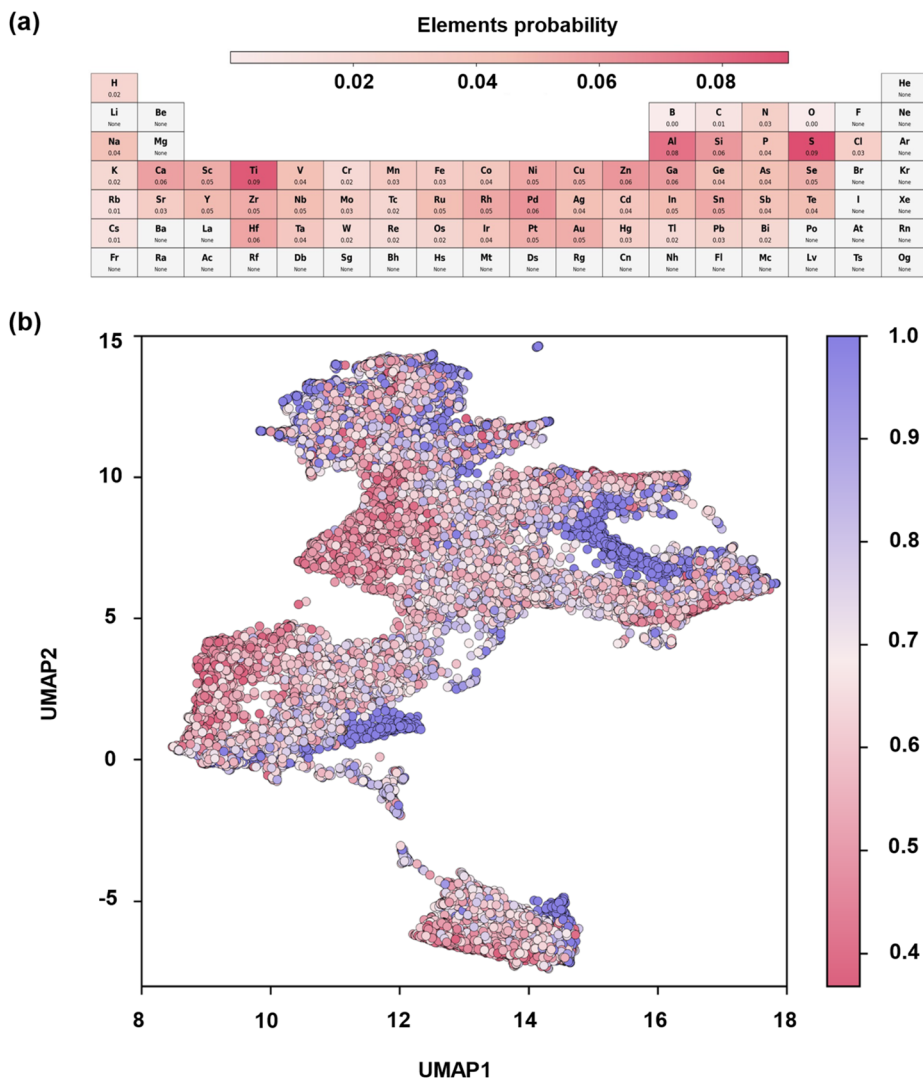 (a)
Elements probability
0.02 0.04 0.06 0.08
H He
0.02 None
Li Be B C N O F Ne
None None 0.00 0.01 0.03 0.00 None None
Na Mg Al Si P S Cl Ar
0.04 None 0.08 0.06 0.04 0.09 0.03 None
K Ca Sc Ti V Cr Mn Fe Co Ni Cu Zn Ga Ge As Se Br Kr
0.02 0.06 0.05 0.09 0.04 0.02 0.03 0.03 0.04 0.05 0.05 0.06 0.06 0.04 0.04 0.05 None None
Rb Sr Y Zr Nb Mo Tc Ru Rh Pd Ag Cd In Sn Sb Te I Xe
0.01 0.03 0.05 0.05 0.05 0.03 0.02 0.05 0.05 0.06 0.04 0.04 0.05 0.05 0.04 0.04 None None
Cs Ba La Hf Ta W Re Os Ir Pt Au Hg Tl Pb Bi Po At Rn
0.01 None None 0.06 0.04 0.02 0.02 0.02 0.04 0.05 0.05 0.03 0.02 0.03 0.02 None None None
Fr Ra Ac Rf Db Sg Bh Hs Mt Ds Rg Cn Nh Fl Mc Lv Ts Og
None None None None None None None None None None None None None None None None None None
(b)
15
10
5
0
-5
UMAP2
8 10 12 14 16 18
UMAP1
1.0
0.9
0.8
0.7
0.6
0.5
0.4